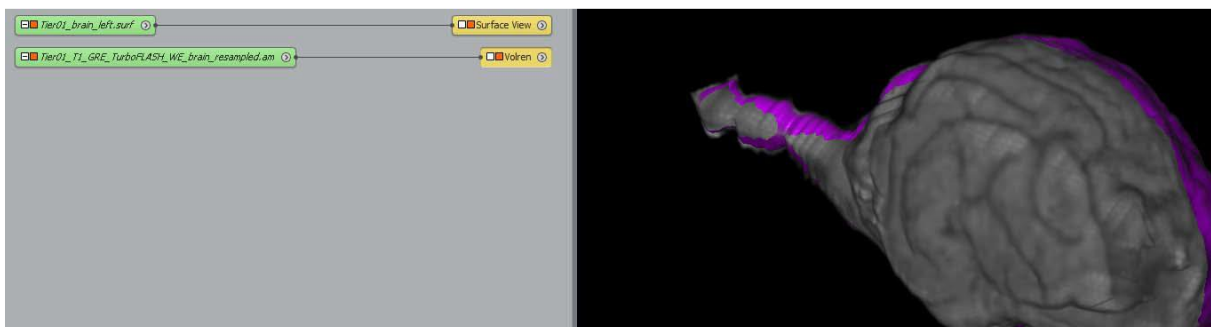 Tier01_brain_left.surf
Surface View
Tier01_T1_GRE_TurboFLASH_WE_brain_resampled.am
Volren